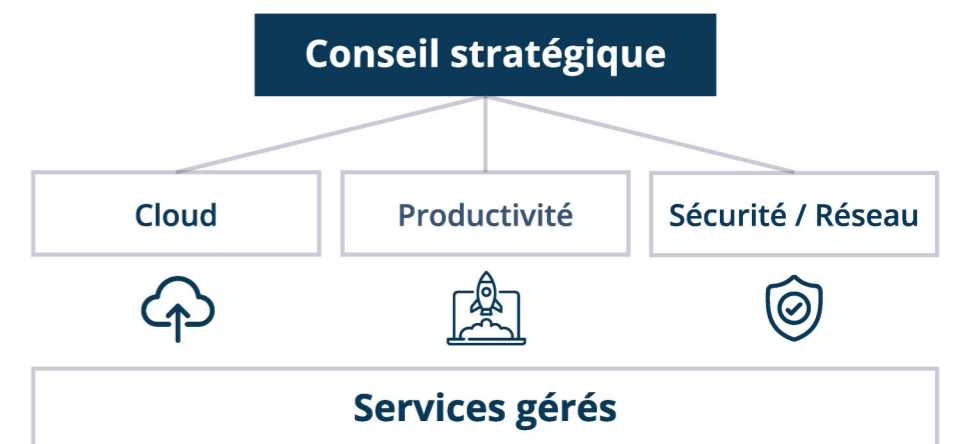 Conseil stratégique
Cloud
Productivité
Sécurité / Réseau
Services gérés